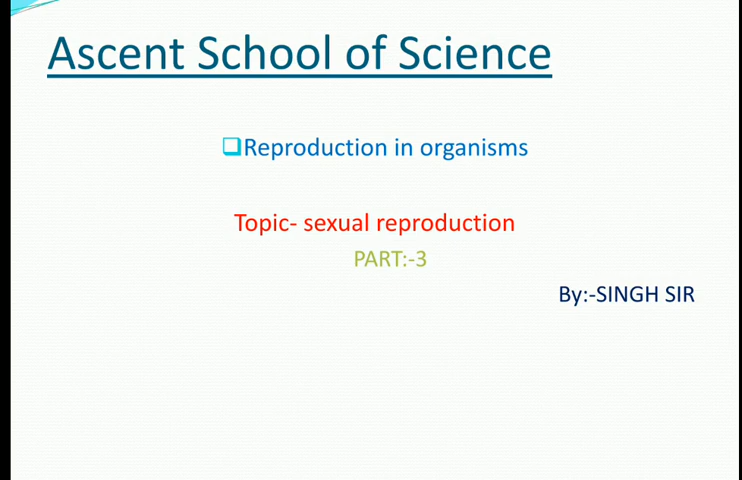 Ascent School of Science
Reproduction in organisms
Topic- sexual reproduction
PART:-3
By:-SINGH SIR